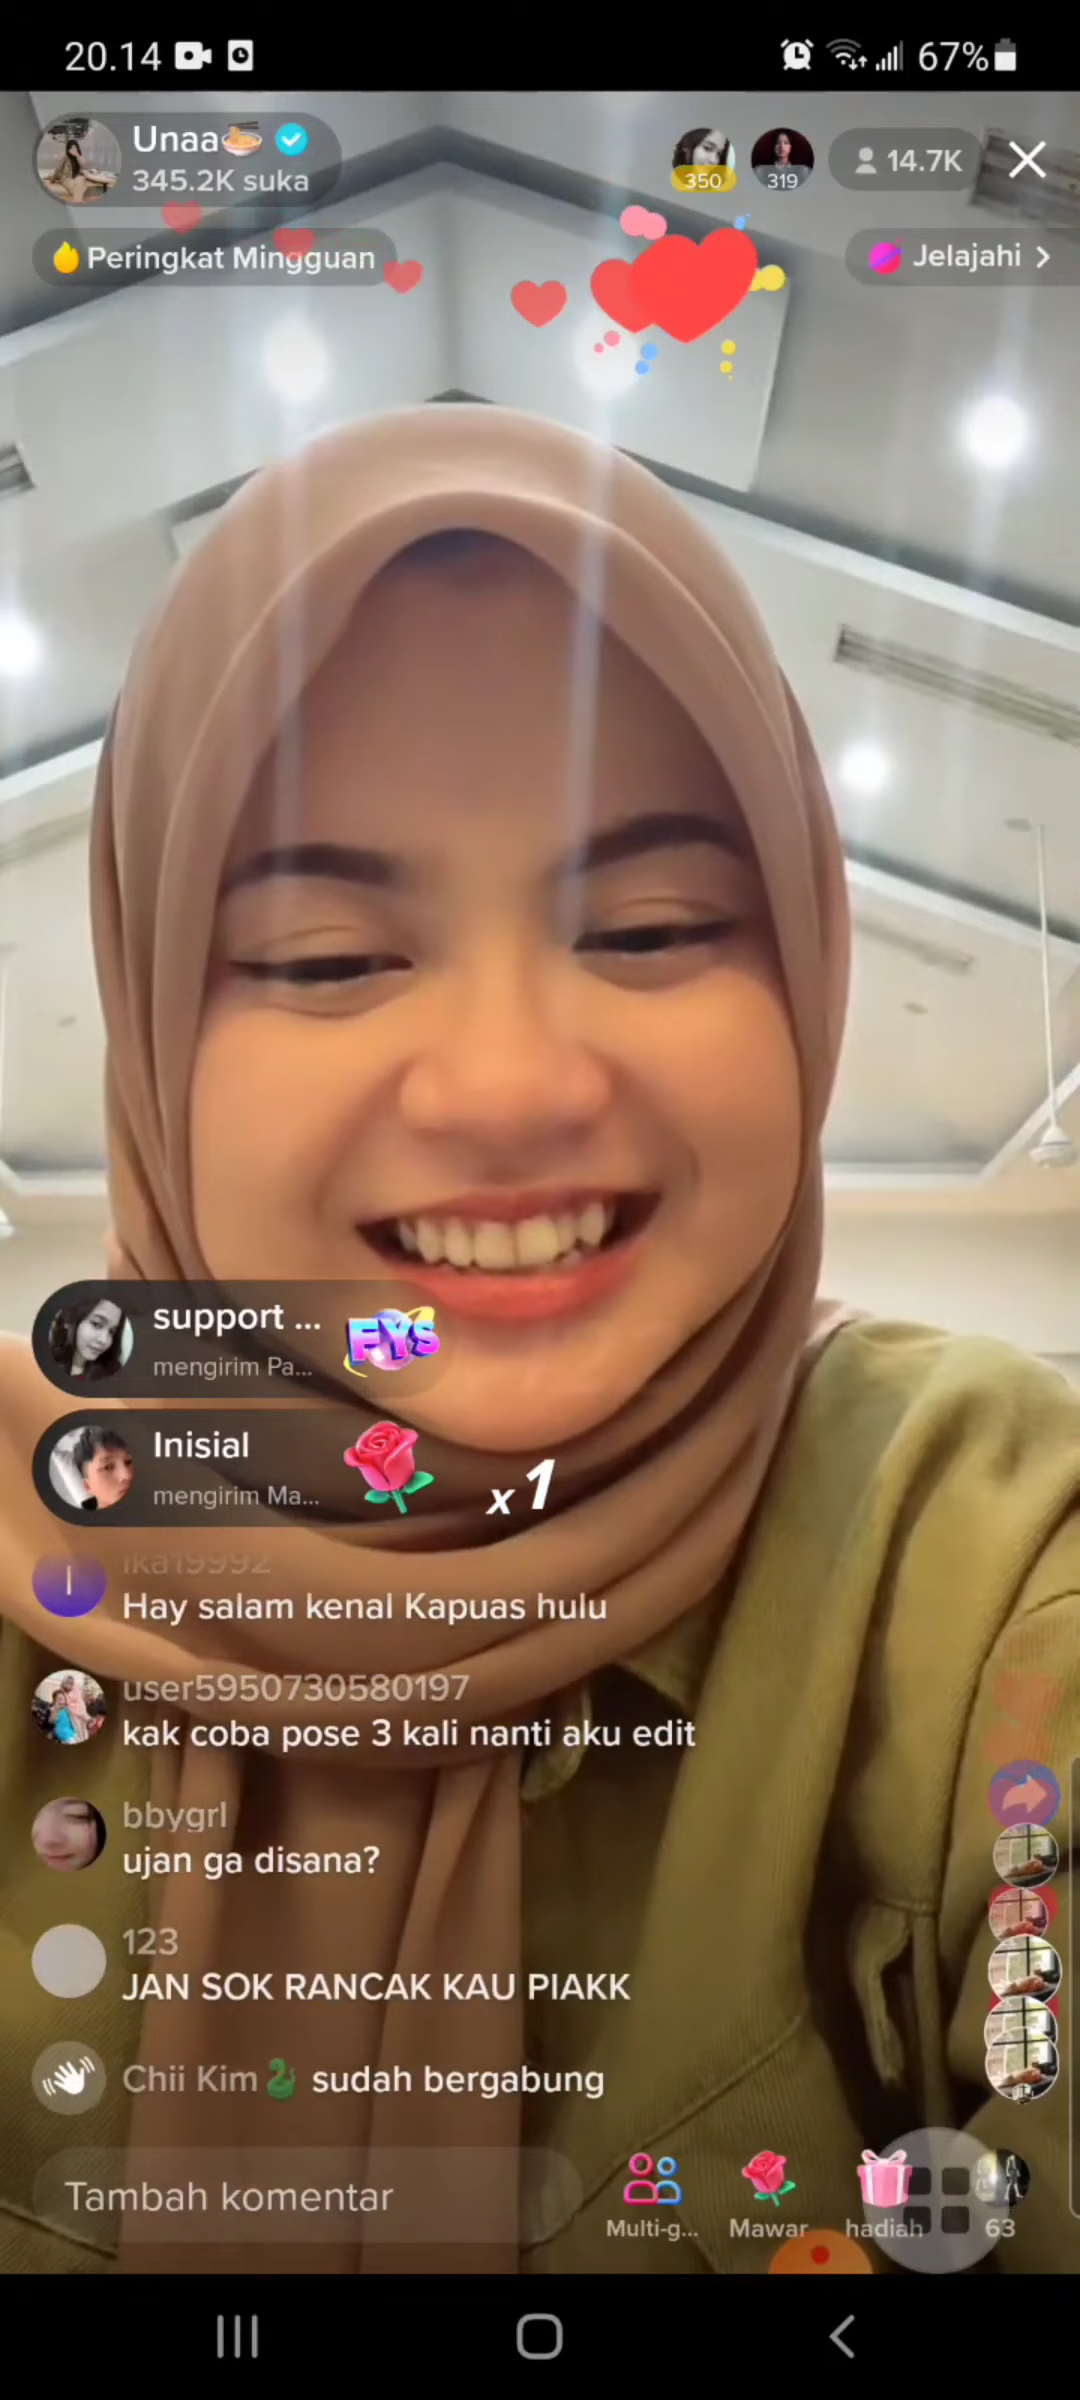 20.14
67%
Unaa
345.2K suka
350
319
14.7K
Peringkat Mingguan
Jelajahi
support ...
mengirim Pa...
FYS
Inisial
mengirim Ma...
x1
I
ika19992
Hay salam kenal Kapuas hulu
user5950730580197
kak coba pose 3 kali nanti aku edit
bbygrl
ujan ga disana?
123
JAN SOK RANCAK KAU PIAKK
Chii Kim sudah bergabung
Tambah komentar
Multi-g...
Mawar
hadiah
63